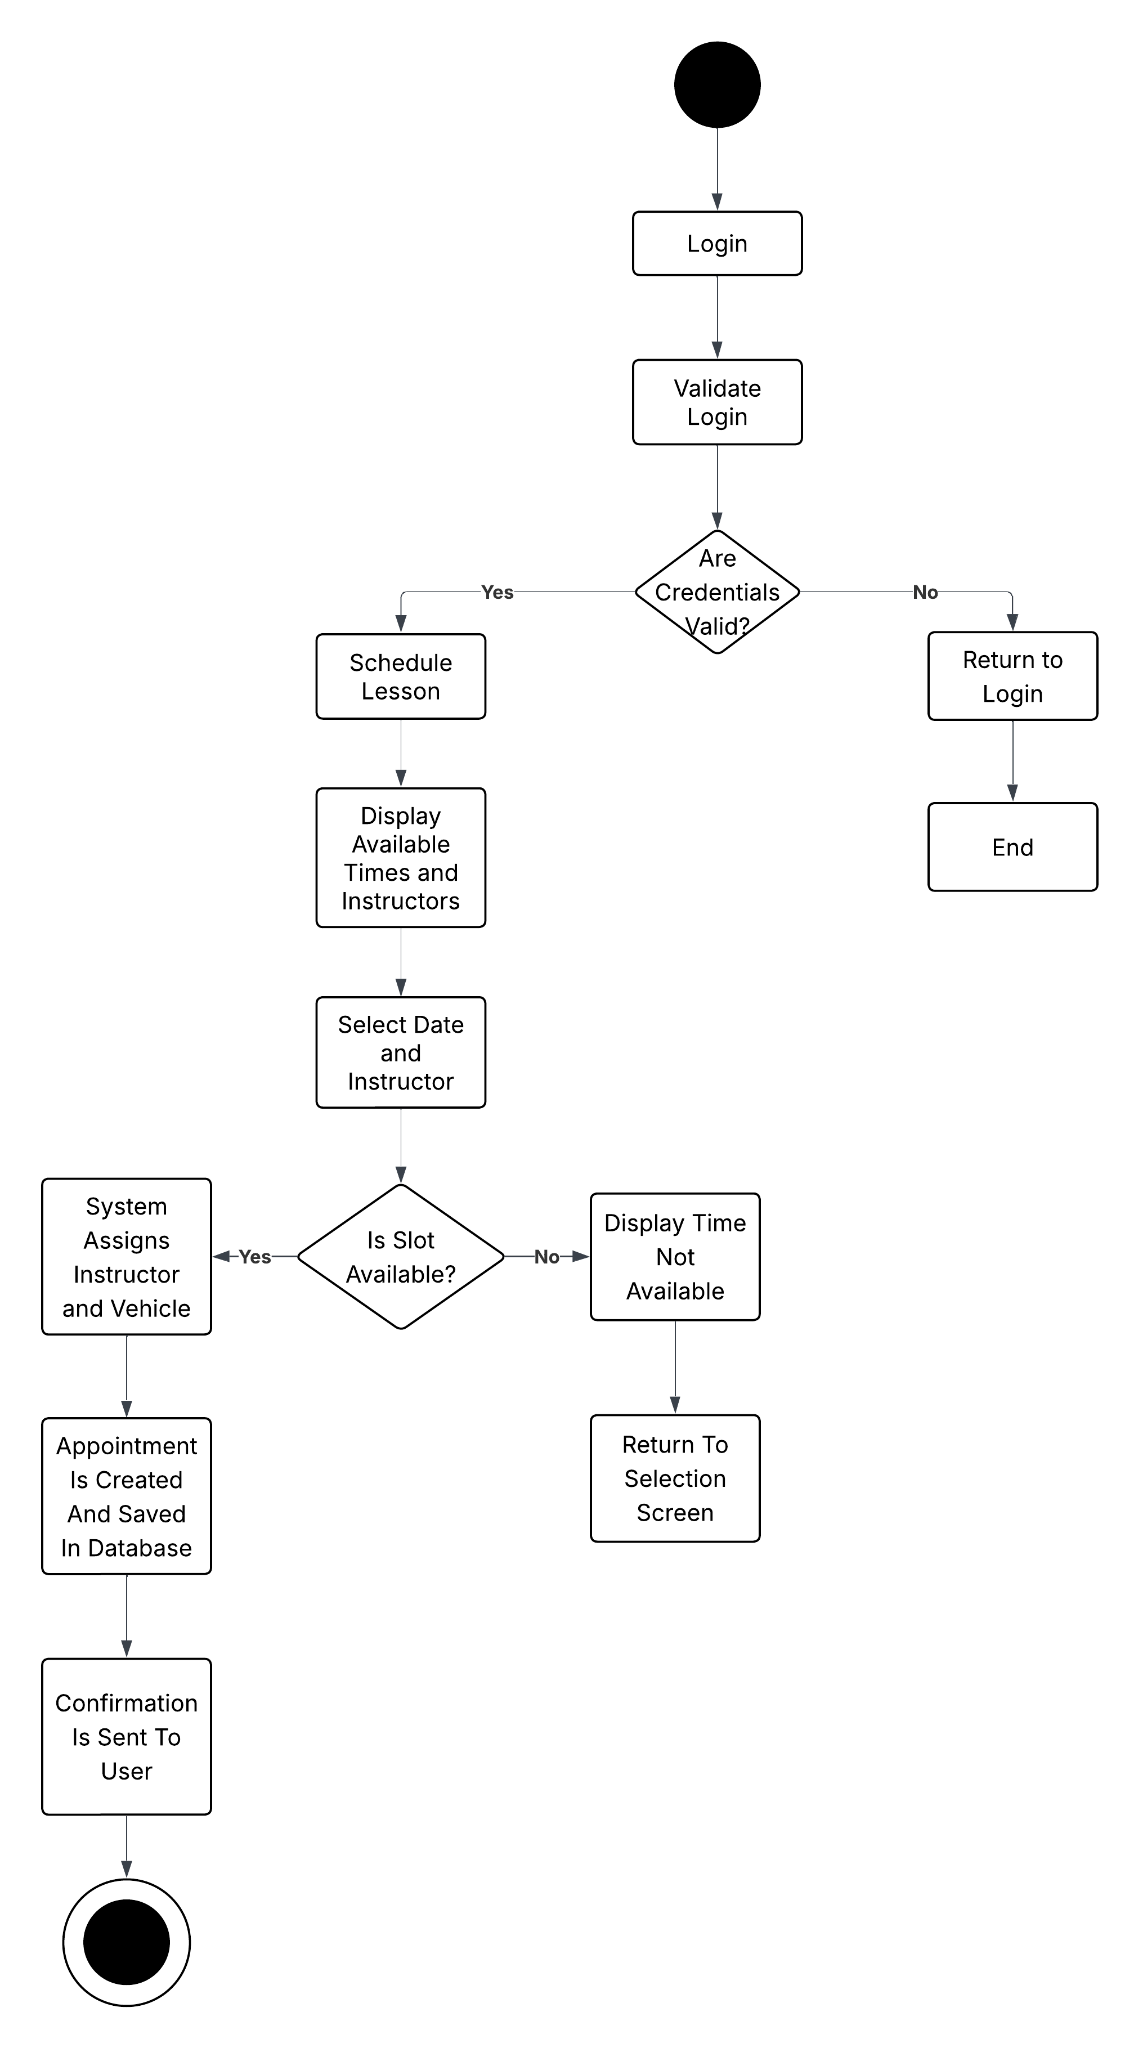 Login
Validate
Login
Are
Credentials
Valid?
Yes
No
Schedule
Lesson
Return to
Login
Display
Available
Times and
Instructors
End
Select Date
and
Instructor
System
Assigns
Instructor
and Vehicle
Yes
Is Slot
Available?
No
Display Time
Not
Available
Appointment
Is Created
And Saved
In Database
Return To
Selection
Screen
Confirmation
Is Sent To
User